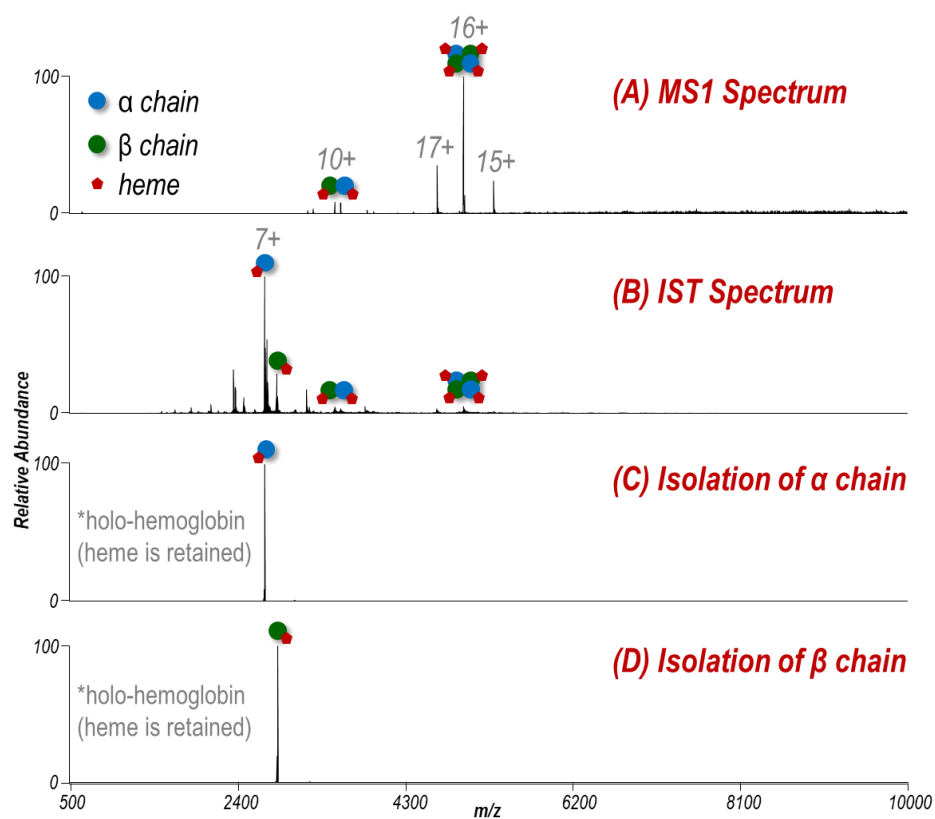 16+
100
α chain
(A) MS1 Spectrum
β chain
10+
17+
15+
heme
0
7+
100
(B) IST Spectrum
0
Relative Abundance
100
(C) Isolation of α chain
*holo-hemoglobin
(heme is retained)
0
100
(D) Isolation of β chain
*holo-hemoglobin
(heme is retained)
0
500
2400
4300
6200
8100
10000
m/z